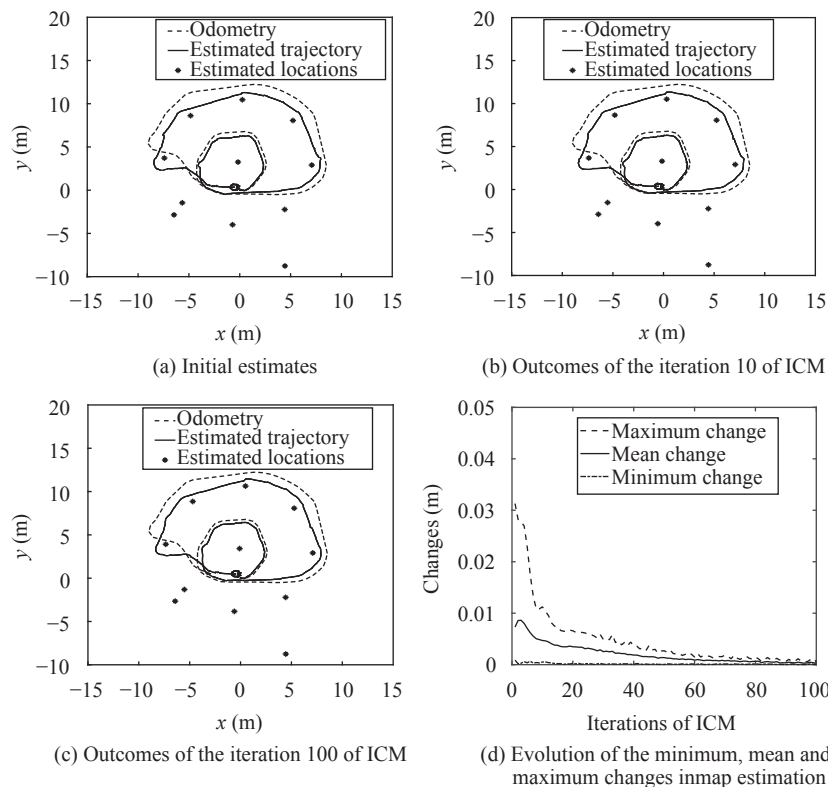 20
15
10
5
0
−5
−10
y (m)
Odometry
Estimated trajectory
Estimated locations
−15 −10 −5 0 5 10 15
x (m)
(a) Initial estimates
20
15
10
5
0
−5
−10
y (m)
Odometry
Estimated trajectory
Estimated locations
−15 −10 −5 0 5 10 15
x (m)
(b) Outcomes of the iteration 10 of ICM
20
15
10
5
0
−5
−10
y (m)
Odometry
Estimated trajectory
Estimated locations
−15 −10 −5 0 5 10 15
x (m)
(c) Outcomes of the iteration 100 of ICM
0.05
0.04
0.03
0.02
0.01
0
Changes (m)
Maximum change
Mean change
Minimum change
0 20 40 60 80 100
Iterations of ICM
(d) Evolution of the minimum, mean and
maximum changes inmap estimation